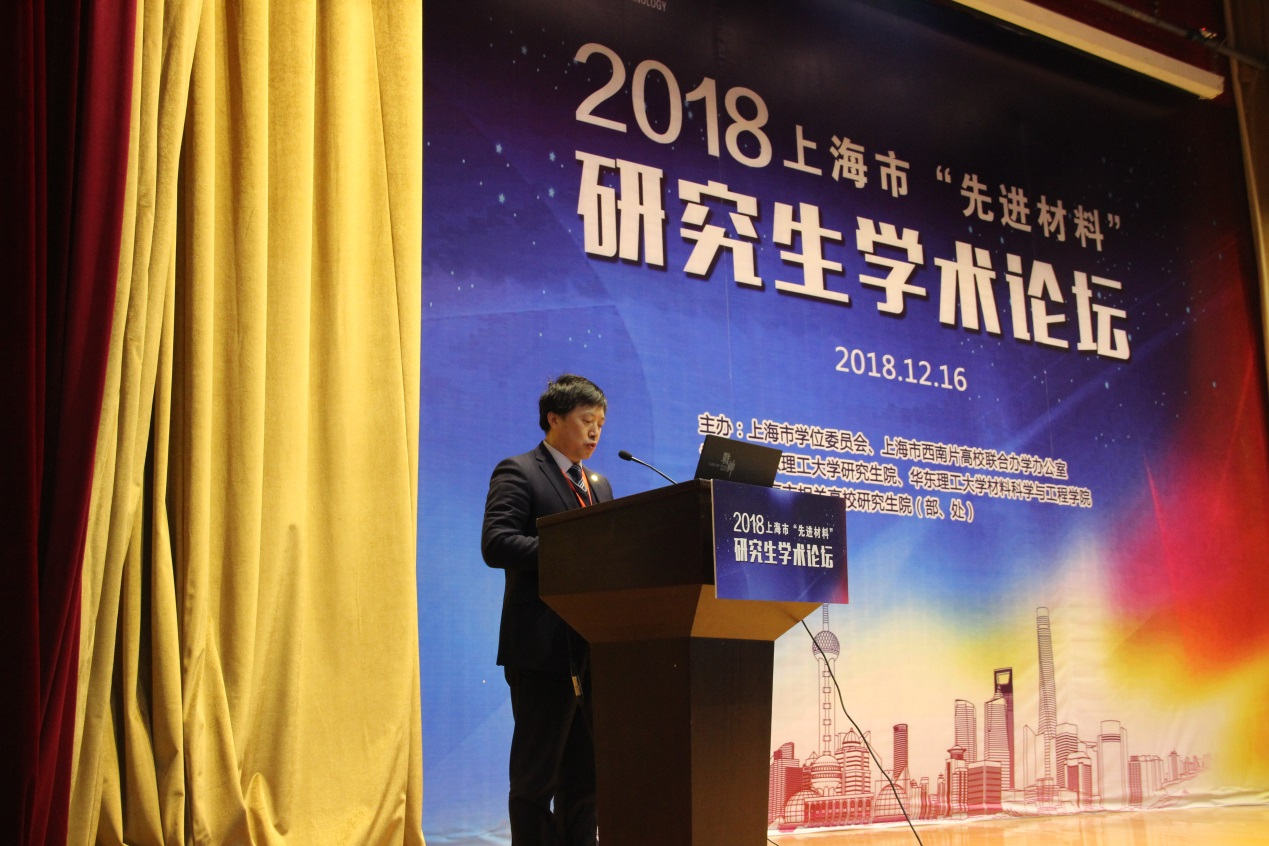 2018上海市“先进材料”
研究生学术论坛
2018.12.16
主办：上海市学位委员会、上海市西南片高校联合办学办公室
理工大学研究生院、华东理工大学材料科学与工程学院
相关高校研究生院（部、处）
2018上海市“先进材料”
研究生学术论坛